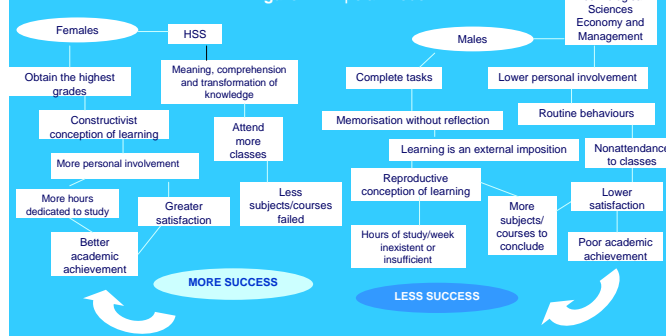 Sciences
Economy and
Management
Females
HSS
Males
Obtain the highest
grades
Meaning, comprehension
and transformation of
knowledge
Complete tasks
Lower personal involvement
Constructivist
conception of learning
Attend
more
classes
Memorisation without reflection
Routine behaviours
More personal involvement
Learning is an external imposition
Nonattendance
to classes
More hours
dedicated to study
Greater
satisfaction
Less
subjects/courses
failed
Reproductive
conception of learning
More
subjects/
courses to
conclude
Lower
satisfaction
Better
academic
achievement
Hours of study/week
inexistent or
insufficient
Poor academic
achievement
MORE SUCCESS
LESS SUCCESS